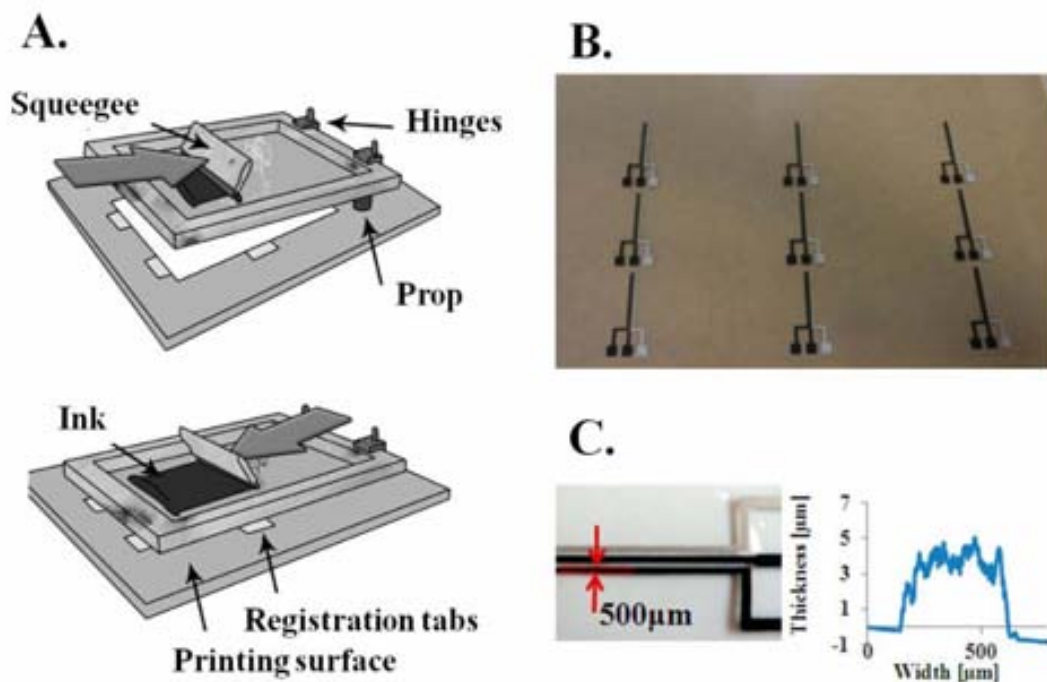 A.
Squeegee
Hinges
Prop
Ink
Registration tabs
Printing surface
B.
C.
500μm
Thickness [μm]
7
5
3
1
-1
0
500
Width [μm]